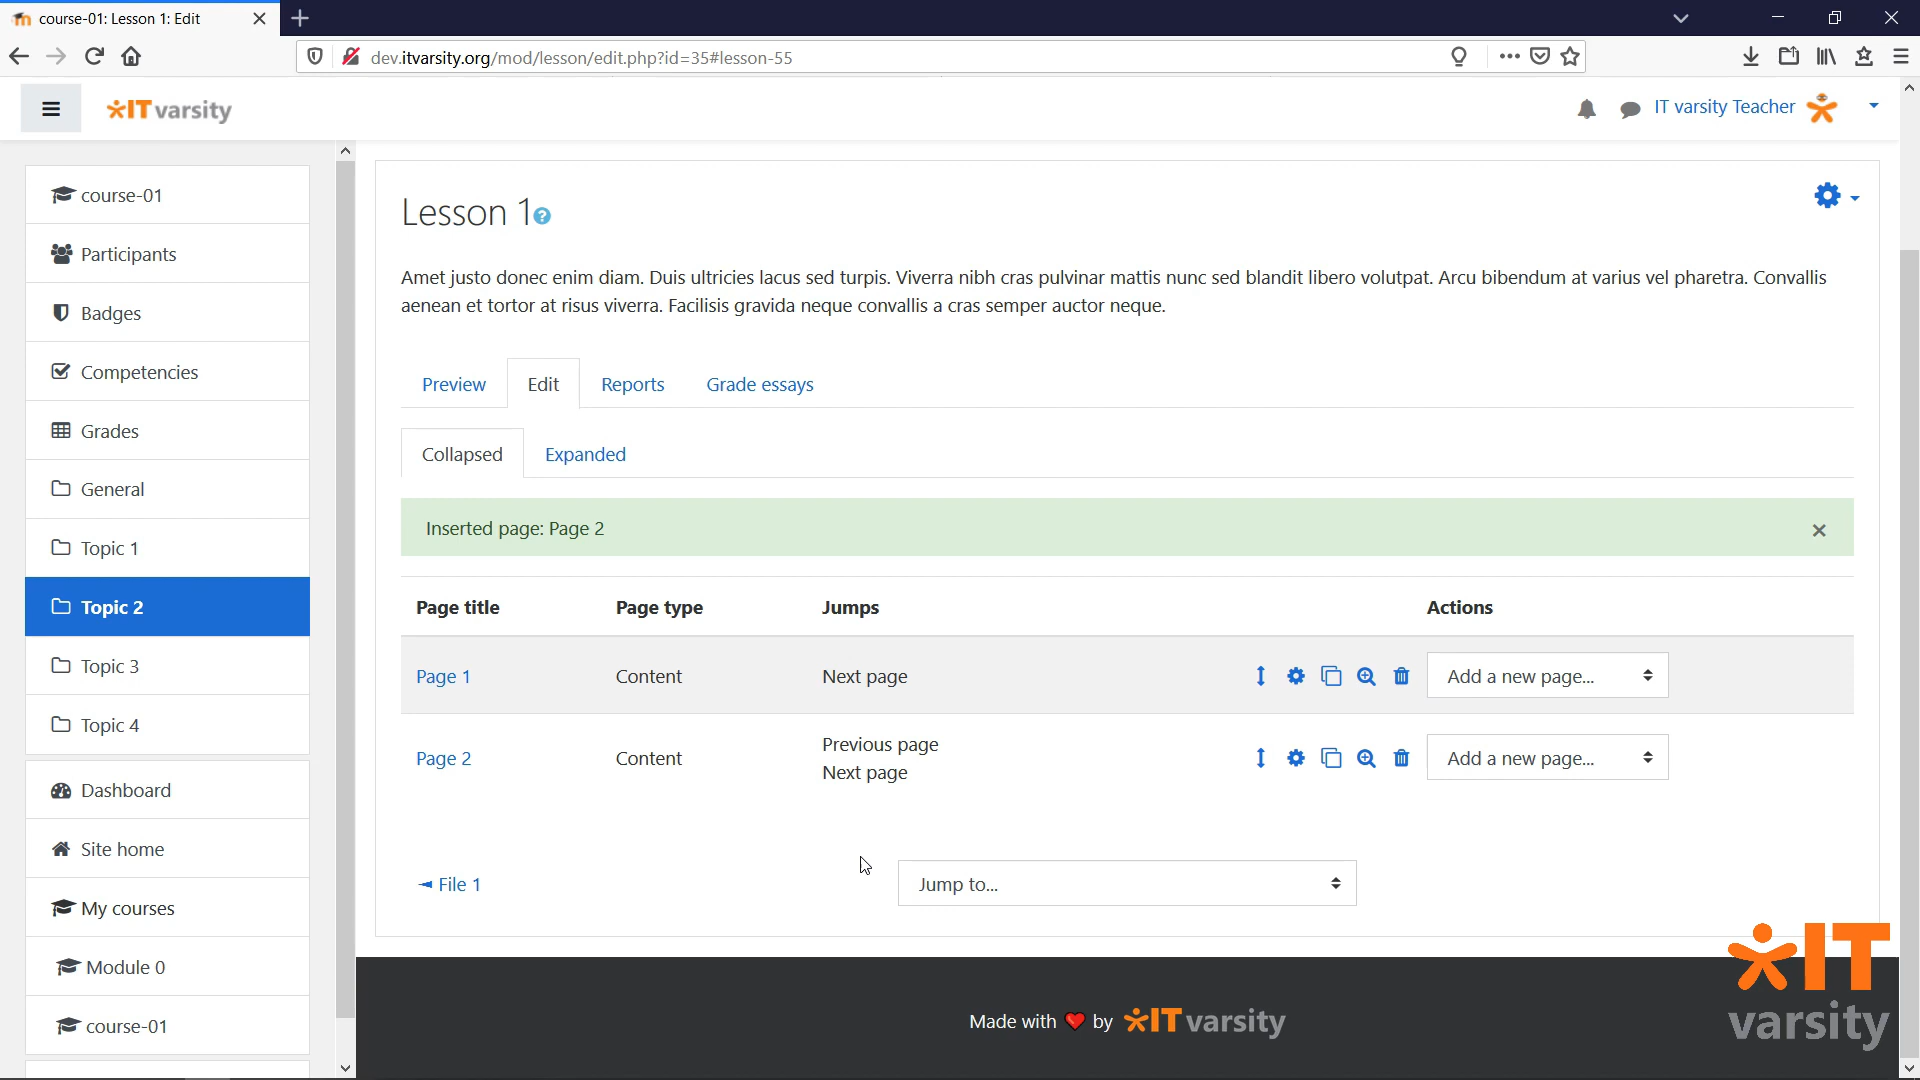 course-01: Lesson 1: Edit
dev.itvarsity.org/mod/lesson/edit.php?id=35#lesson-55
IT varsity
IT varsity Teacher
course-01
Participants
Badges
Competencies
Grades
General
Topic 1
Topic 2
Topic 3
Topic 4
Dashboard
Site home
My courses
Module 0
course-01
Lesson 1
Amet justo donec enim diam. Duis ultricies lacus sed turpis. Viverra nibh cras pulvinar mattis nunc sed blandit libero volutpat. Arcu bibendum at varius vel pharetra. Convallis
aenean et tortor at risus viverra. Facilisis gravida neque convallis a cras semper auctor neque.
Preview Edit Reports Grade essays
Collapsed Expanded
Inserted page: Page 2
Page title Page type Jumps Actions
Page 1 Content Next page Add a new page...
Page 2 Content Previous page Add a new page...
Next page
◄ File 1 Jump to...
Made with ❤ by IT varsity
IT
varsity